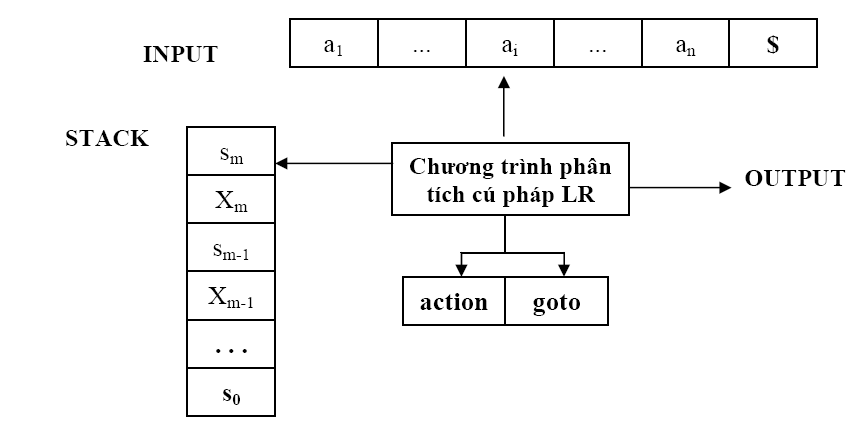 INPUT
a1 ... ai ... an $
STACK
sm
Xm
sm-1
Xm-1
...
s0
Chương trình phân
tích cú pháp LR
OUTPUT
action goto